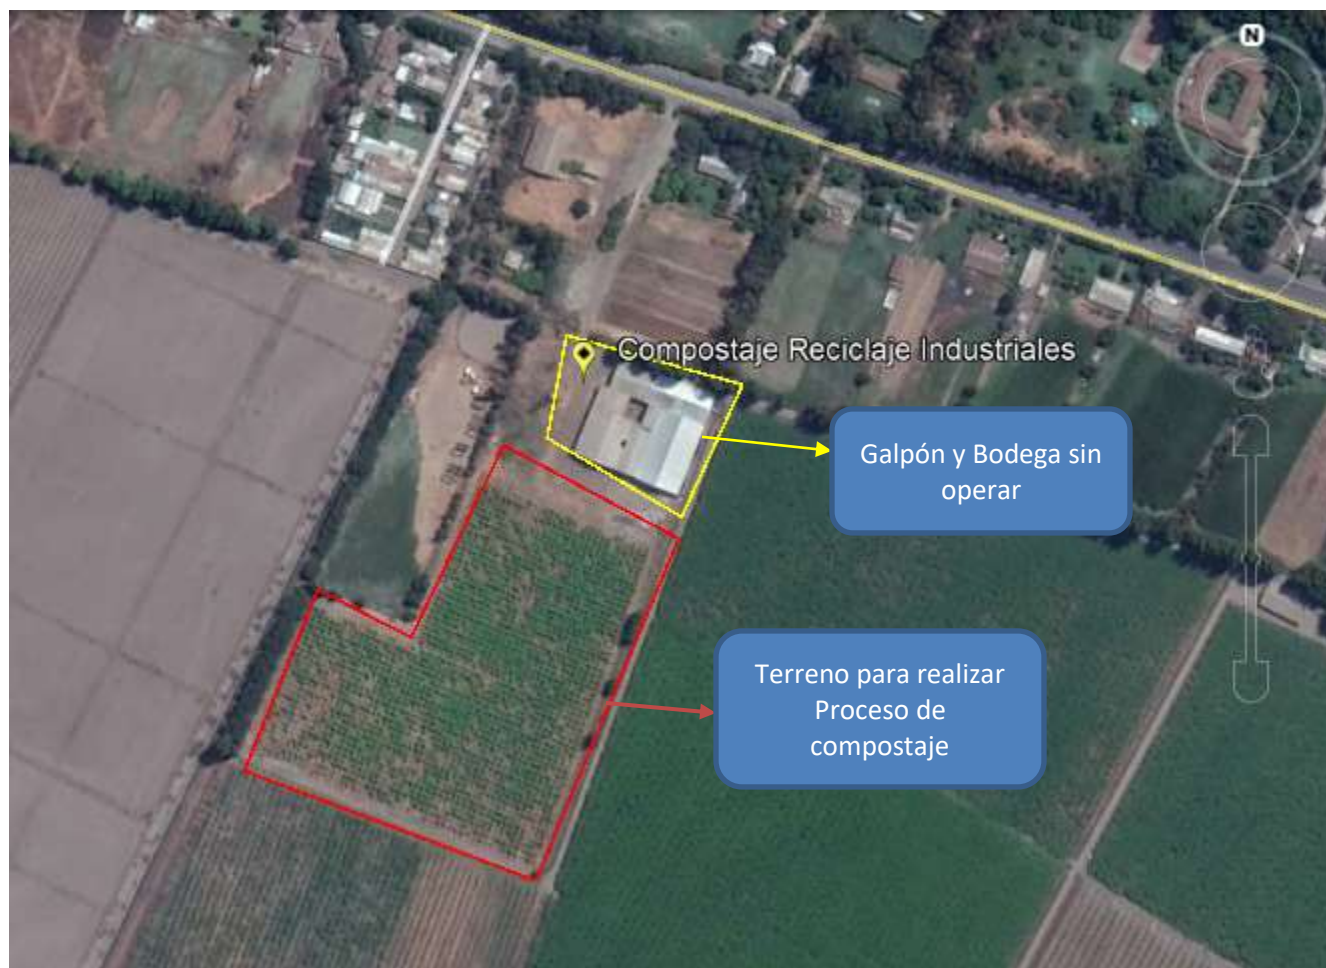 N
Compostaje Reciclaje Industriales
Galpón y Bodega sin
operar
Terreno para realizar
Proceso de
compostaje